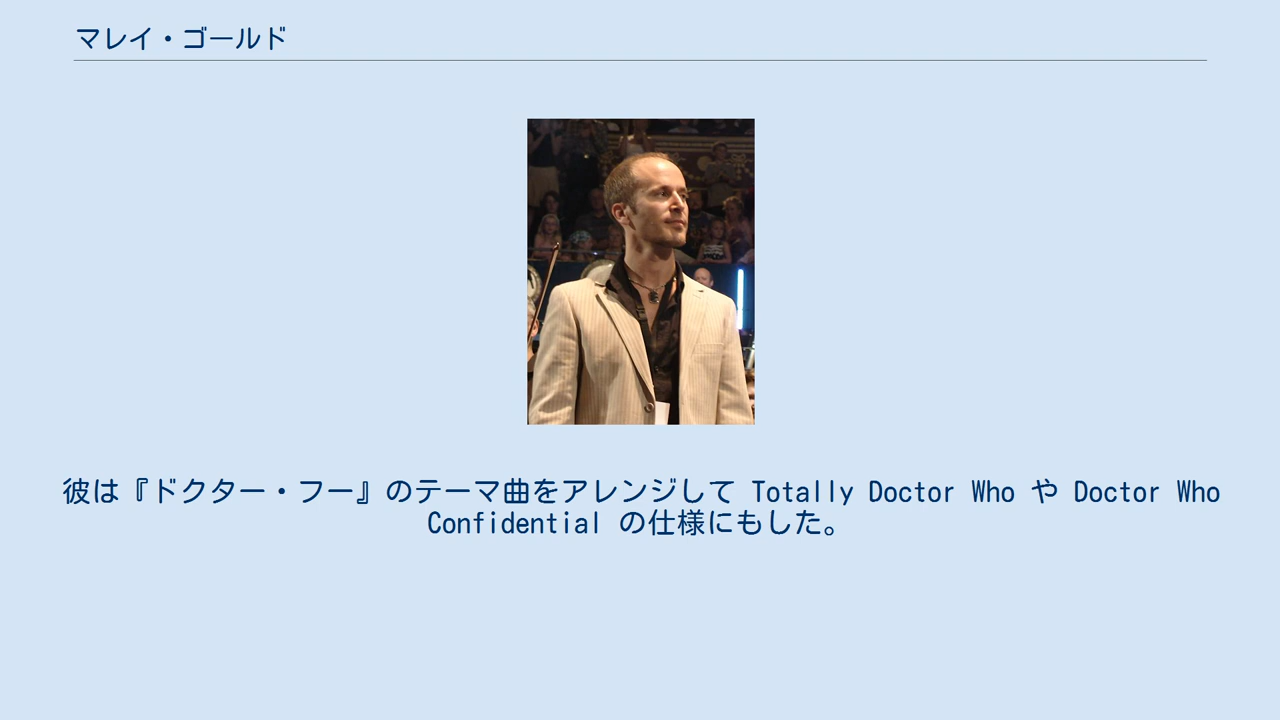 マレイ・ゴールド
彼は『ドクター・フー』のテーマ曲をアレンジして Totally Doctor Who や Doctor Who
Confidential の仕様にもした。